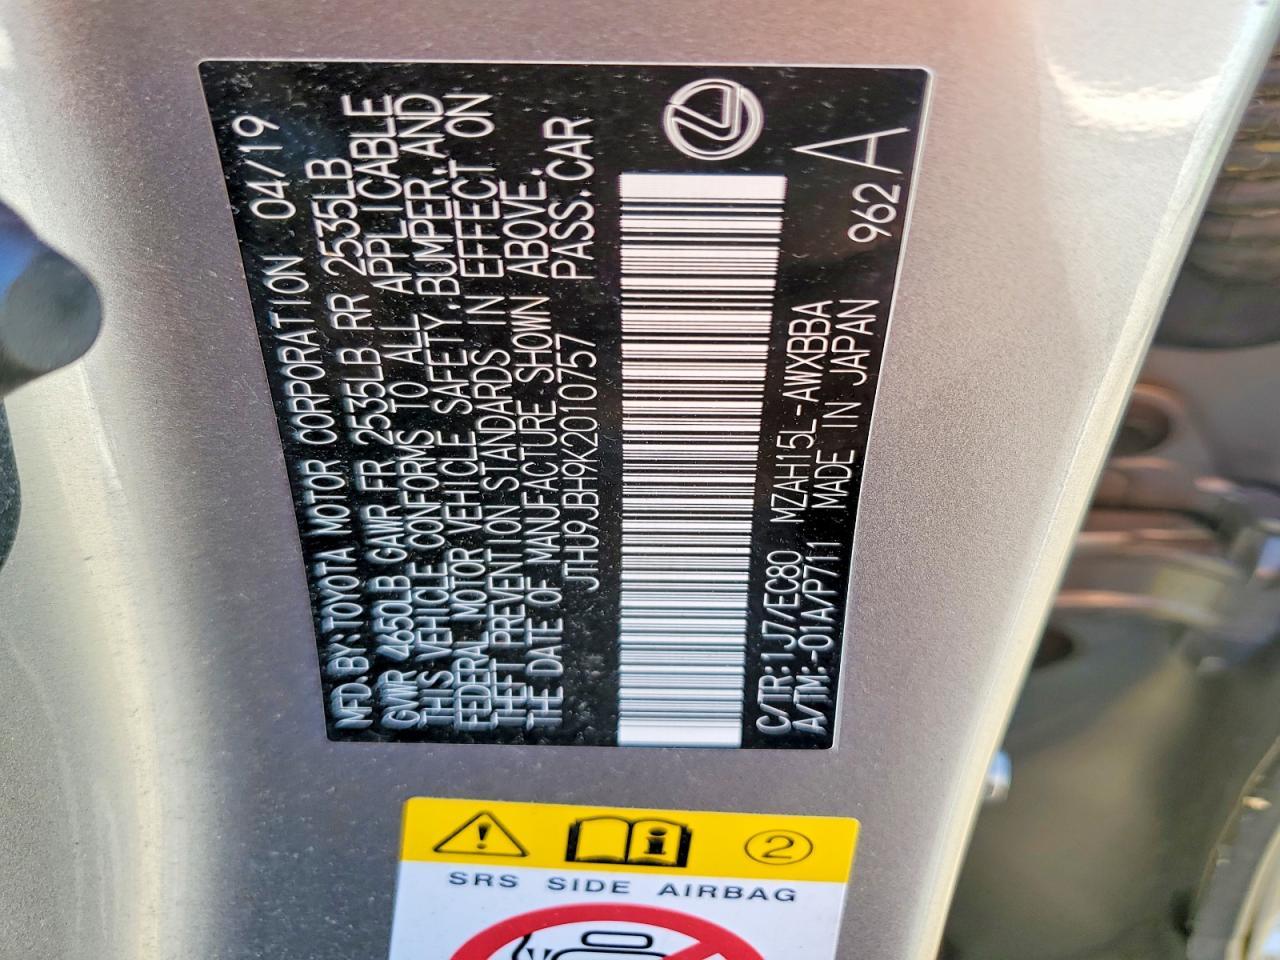 MFD.BY:TOYOTA MOTOR CORPORATION 04/19
GVWR 4650LB GAWR FR 2535LB RR 2535LB
THIS VEHICLE CONFORMS TO ALL APPLICABLE
FEDERAL MOTOR VEHICLE SAFETY,BUMPER,AND
THEFT PREVENTION STANDARDS IN EFFECT ON
THE DATE OF MANUFACTURE SHOWN ABOVE.
JTHU9JBH9K2010757 PASS.CAR
C/TR:1J7/EC80 MZAH15L-AWXBBA
A/TM:-01A/P711 MADE IN JAPAN 962 A
2
SRS SIDE AIRBAG